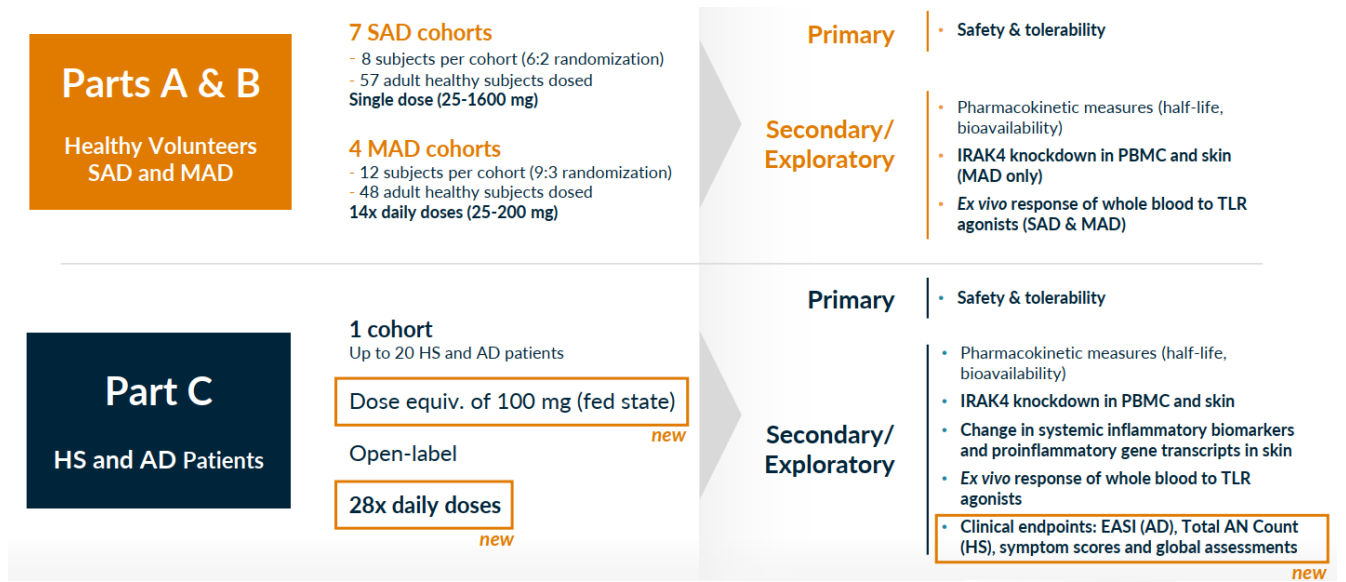 Parts A & B
Healthy Volunteers
SAD and MAD
7 SAD cohorts
- 8 subjects per cohort (6:2 randomization)
- 57 adult healthy subjects dosed
Single dose (25-1600 mg)
4 MAD cohorts
- 12 subjects per cohort (9:3 randomization)
- 48 adult healthy subjects dosed
14x daily doses (25-200 mg)
Primary
• Safety & tolerability
Secondary/
Exploratory
• Pharmacokinetic measures (half-life,
bioavailability)
• IRAK4 knockdown in PBMC and skin
(MAD only)
• Ex vivo response of whole blood to TLR
agonists (SAD & MAD)
Part C
HS and AD Patients
1 cohort
Up to 20 HS and AD patients
Dose equiv. of 100 mg (fed state)
new
Open-label
28x daily doses
new
Primary
• Safety & tolerability
Secondary/
Exploratory
• Pharmacokinetic measures (half-life,
bioavailability)
• IRAK4 knockdown in PBMC and skin
• Change in systemic inflammatory biomarkers
and proinflammatory gene transcripts in skin
• Ex vivo response of whole blood to TLR
agonists
• Clinical endpoints: EASI (AD), Total AN Count
(HS), symptom scores and global assessments
new